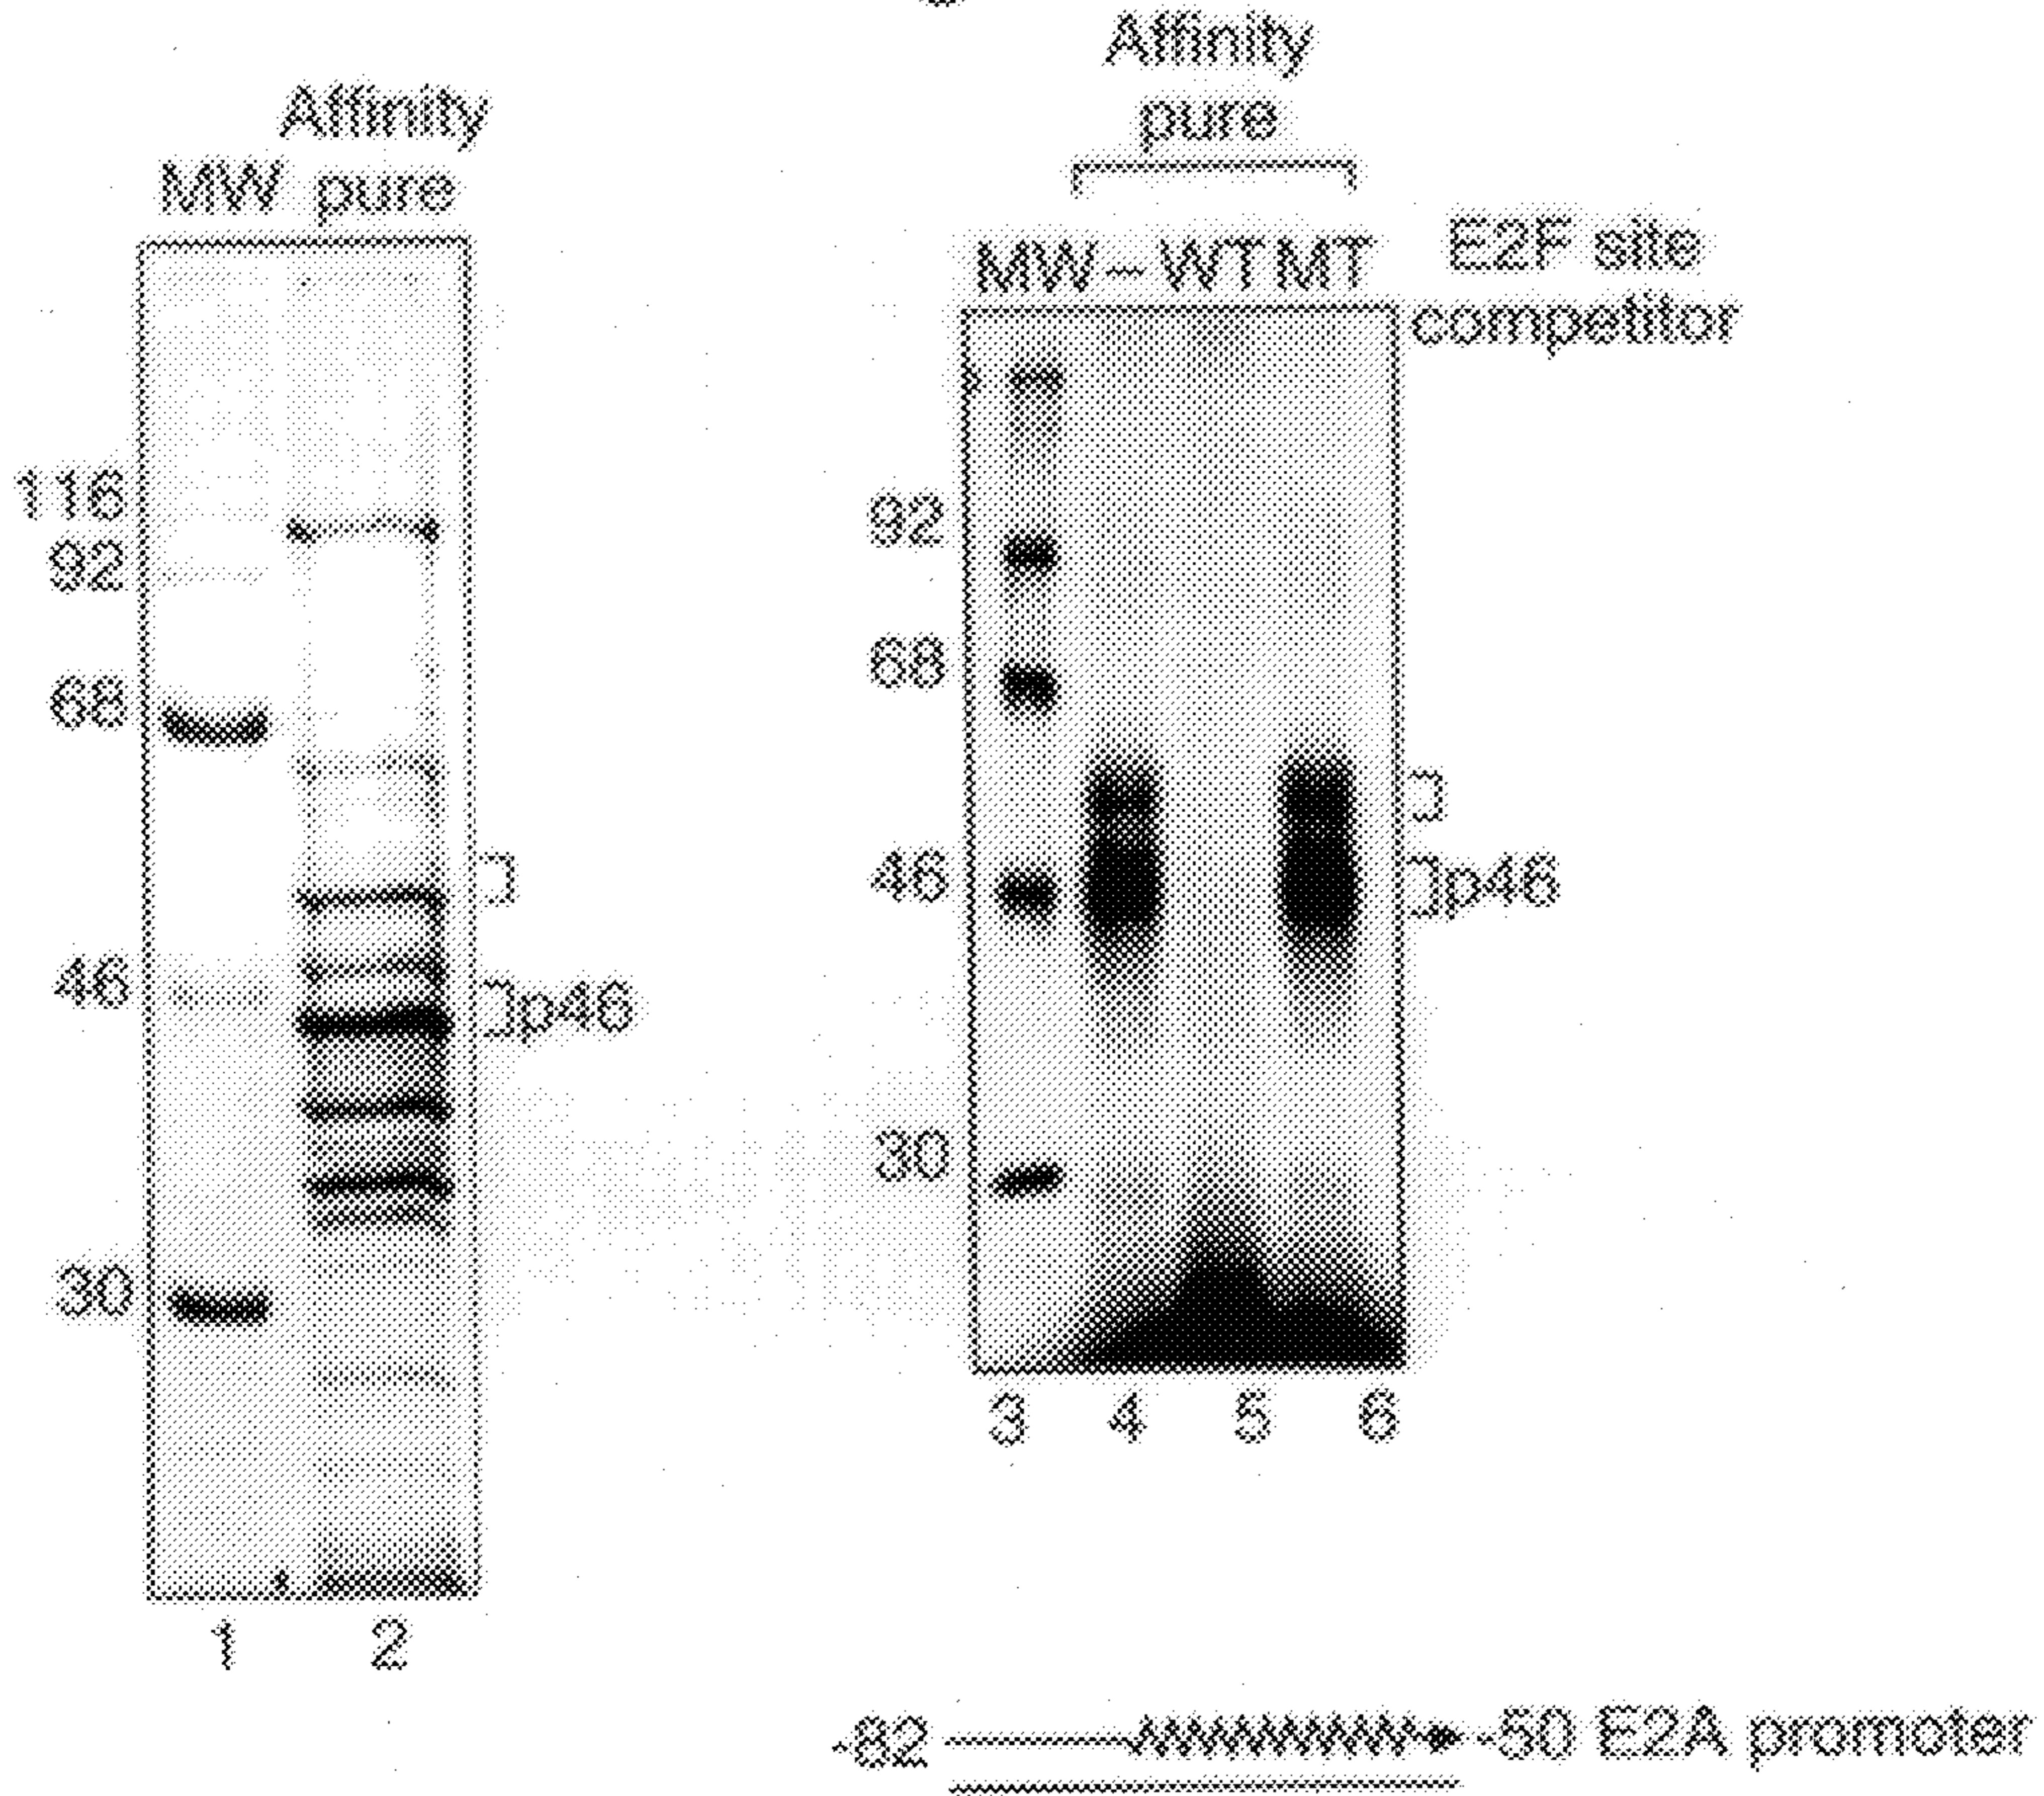 Affinity
MW pure
116
92
68
46
30
p46
1 2
Affinity
pure
MW – WT MT
E2F site
competitor
92
68
46
30
p46
3 4 5 6
-82
-50 E2A promoter